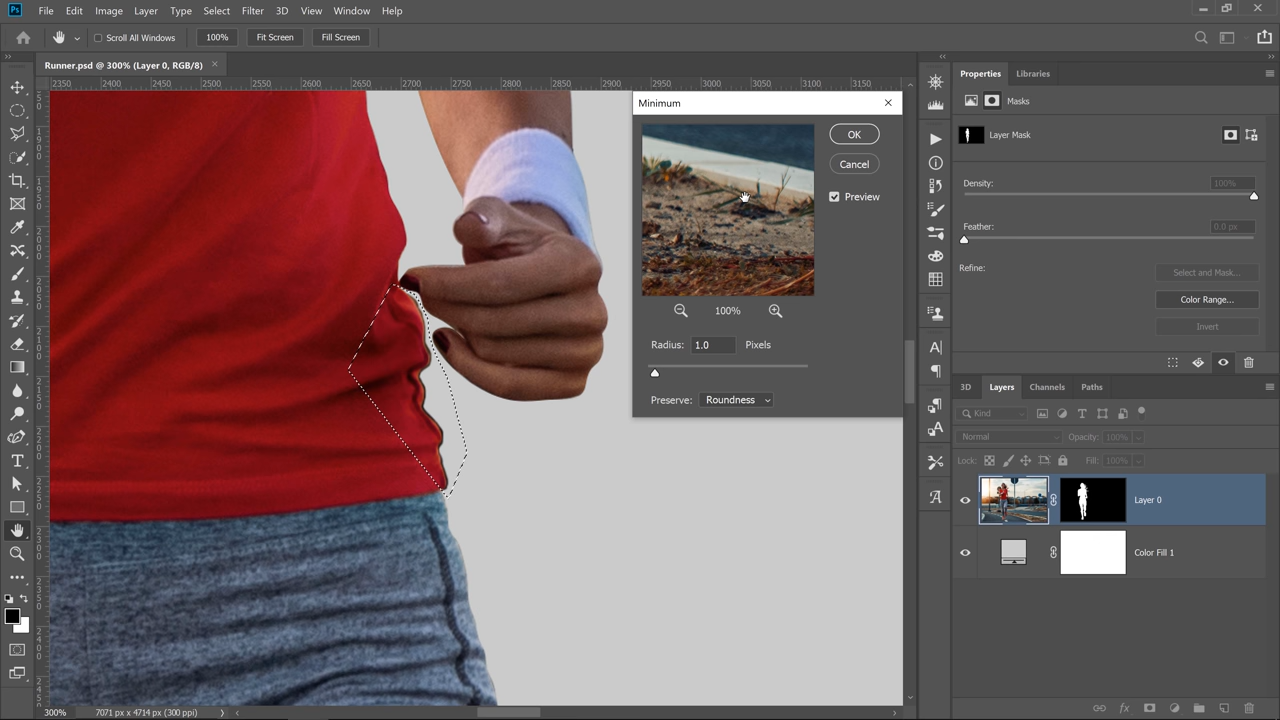 Ps File Edit Image Layer Type Select Filter 3D View Window Help
Scroll All Windows 100% Fit Screen Fill Screen
Runner.psd @ 300% (Layer 0, RGB/8) ×
2350 2400 2450 2500 2550 2600 2650 2700 2750 2800 2850 2900 2950 3000 3050 3100 3150
Minimum
OK
Cancel
Preview
100%
Radius: 1.0 Pixels
Preserve: Roundness
Properties Libraries
Masks
Layer Mask
Density: 100%
Feather: 0.0 px
Refine:
Select and Mask...
Color Range...
Invert
3D Layers Channels Paths
Kind
Normal Opacity: 100%
Lock: Fill: 100%
Layer 0
Color Fill 1
300% 7071 px x 4714 px (300 ppi)